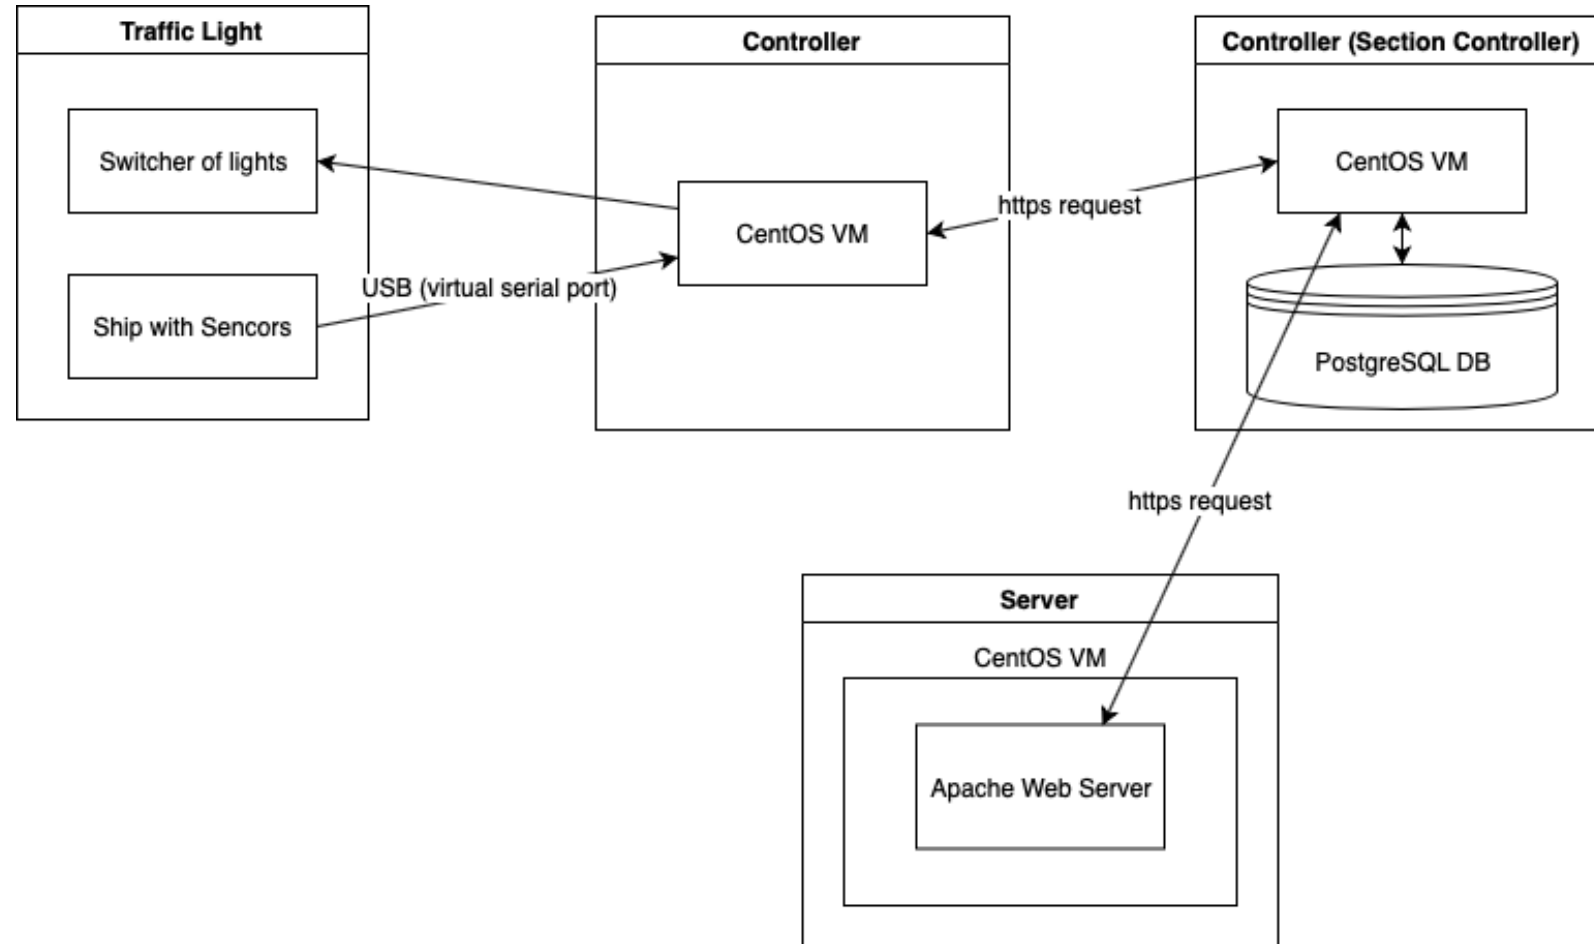 Traffic Light
Switcher of lights
Ship with Sencors
USB (virtual serial port)
Controller
CentOS VM
https request
Controller (Section Controller)
CentOS VM
PostgreSQL DB
https request
Server
CentOS VM
Apache Web Server